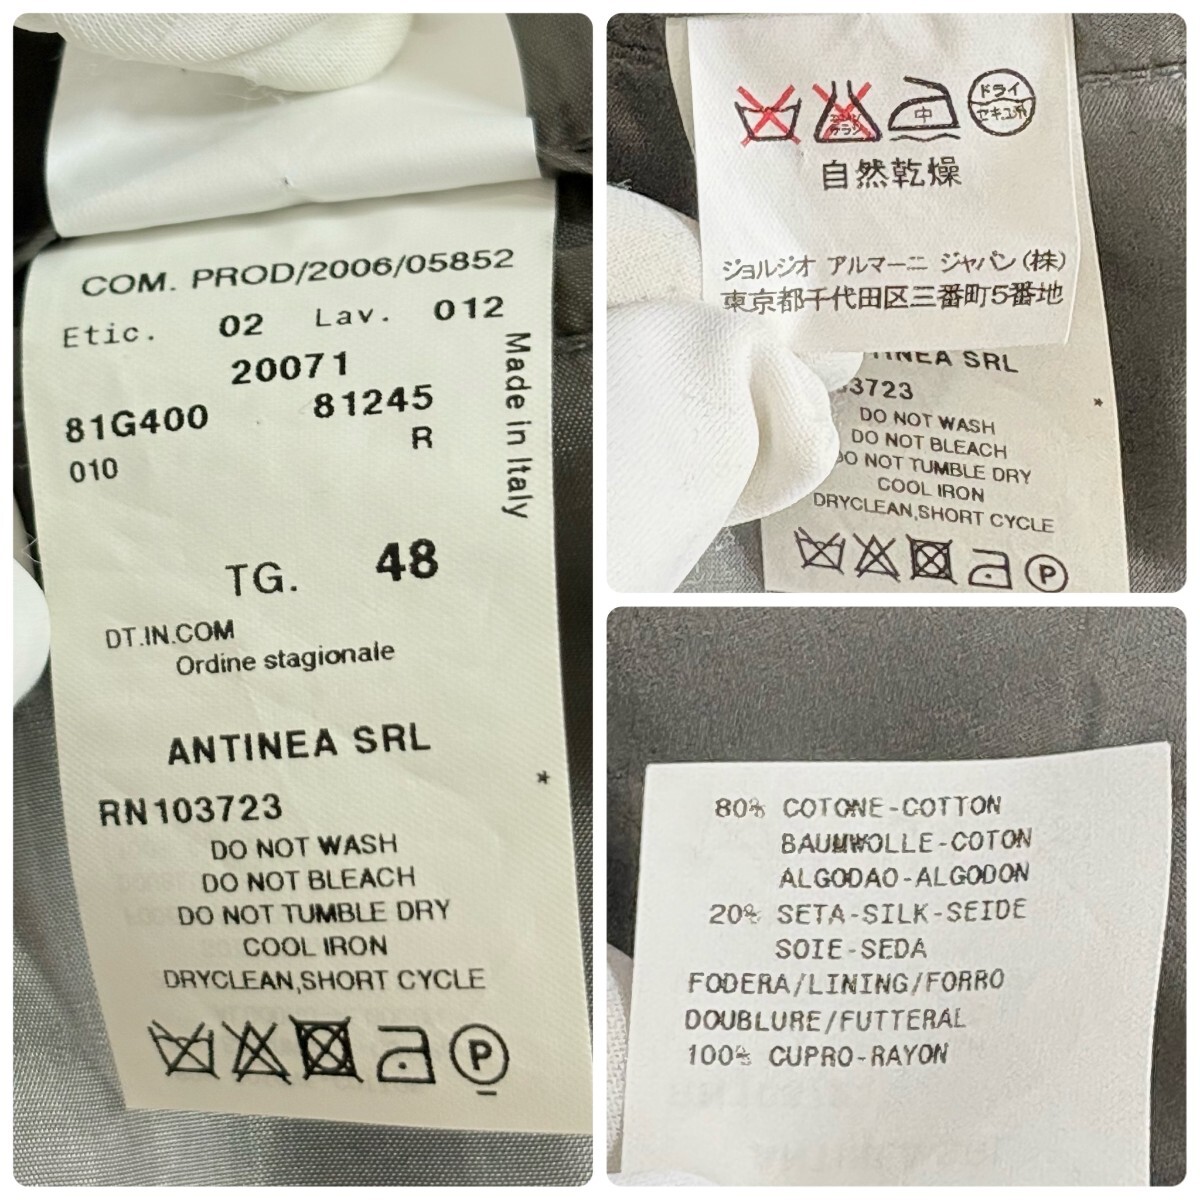 COM. PROD/2006/05852
Etic. 02 Lav. 012
20071
81G400 81245
010 R
Made in Italy
TG. 48
DT.IN.COM
Ordine stagionale
ANTINEA SRL
*
RN103723
DO NOT WASH
DO NOT BLEACH
DO NOT TUMBLE DRY
COOL IRON
DRYCLEAN,SHORT CYCLE
P
中
ドライ
セキユ系
自然乾燥
ジョルジオ アルマーニ ジャパン(株)
東京都千代田区三番町5番地
TINEA SRL
3723
*
DO NOT WASH
DO NOT BLEACH
DO NOT TUMBLE DRY
COOL IRON
DRYCLEAN,SHORT CYCLE
P
80% COTONE-COTTON
BAUMWOLLE-COTON
ALGODAO-ALGODON
20% SETA-SILK-SEIDE
SOIE-SEDA
FODERA/LINING/FORRO
DOUBLURE/FUTTERAL
100% CUPRO-RAYON